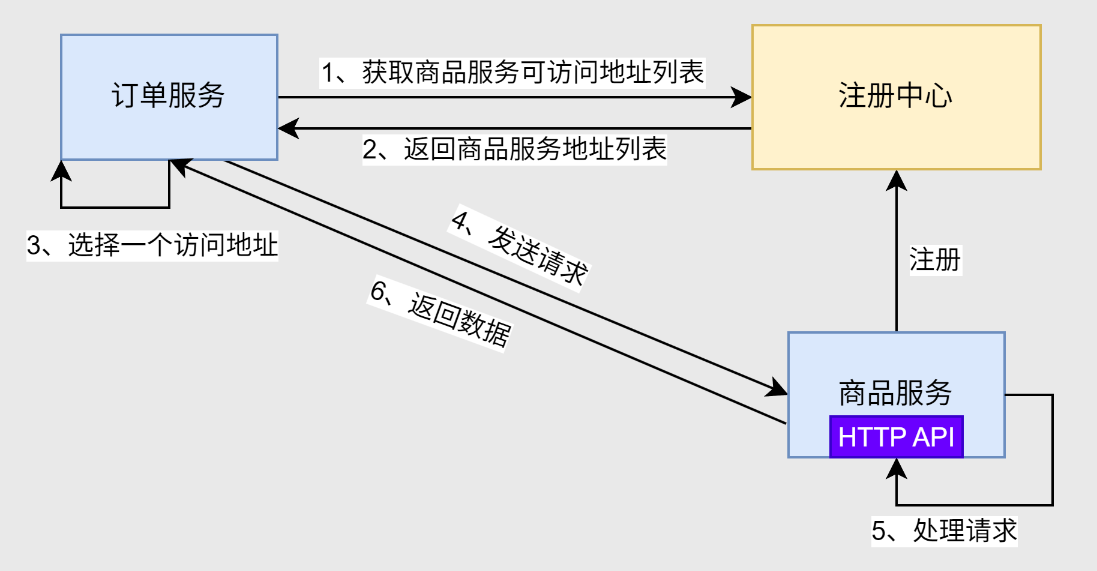 订单服务
1、获取商品服务可访问地址列表
注册中心
2、返回商品服务地址列表
3、选择一个访问地址
4、发送请求
6、返回数据
注册
商品服务
HTTP API
5、处理请求